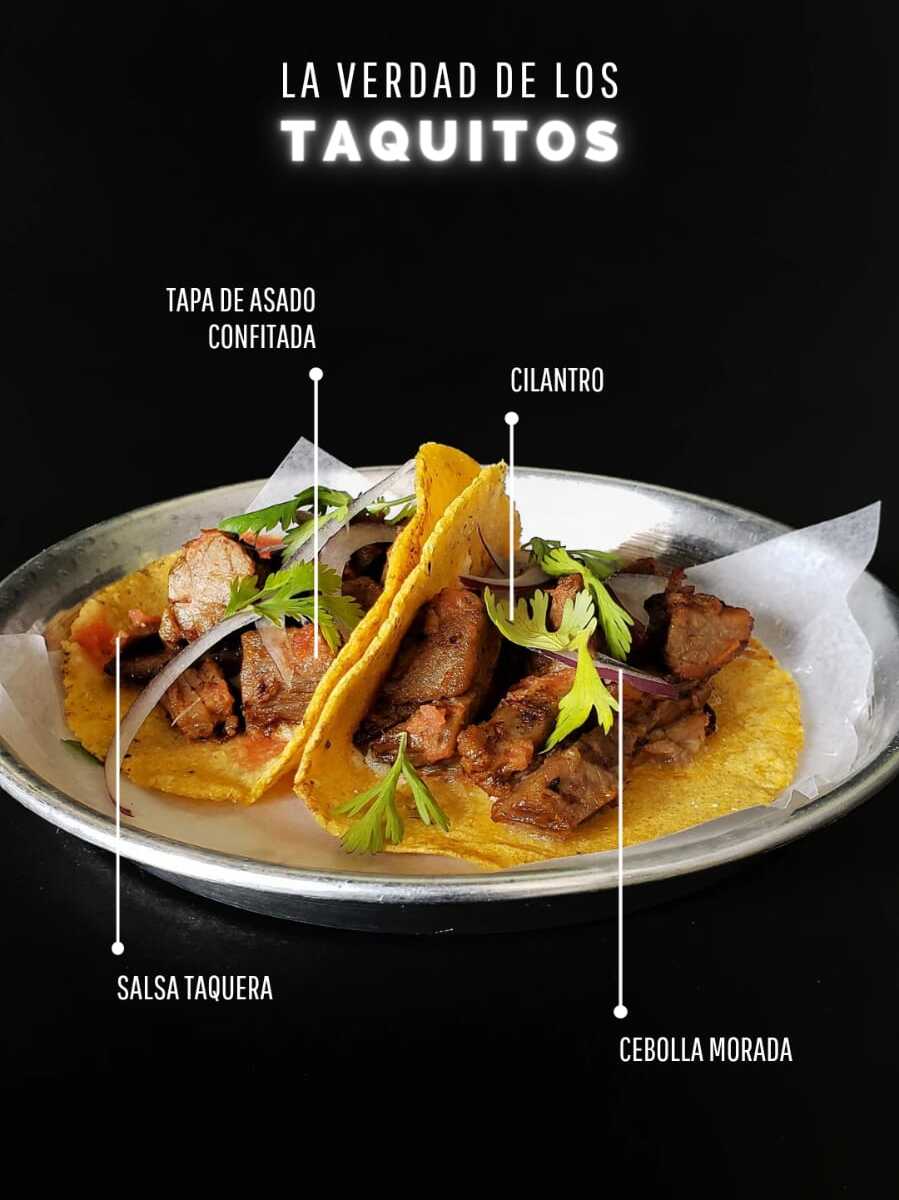 LA VERDAD DE LOS
TAQUITOS
TAPA DE ASADO
CONFITADA
CILANTRO
SALSA TAQUERA
CEBOLLA MORADA